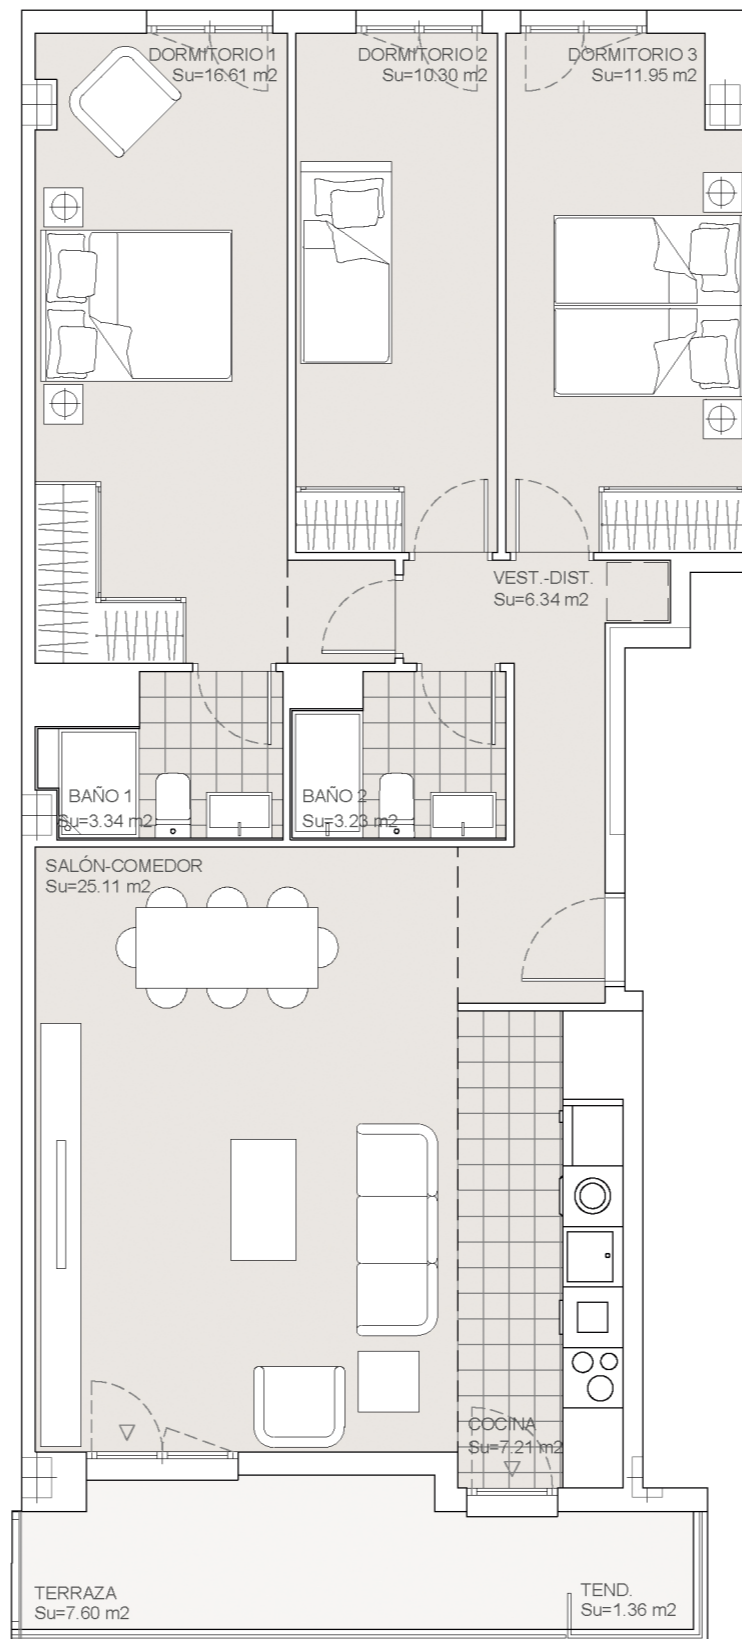 DORMITORIO 1
Su=16.61 m2
DORMITORIO 2
Su=10.30 m2
DORMITORIO 3
Su=11.95 m2
VEST.-DIST.
Su=6.34 m2
BAÑO 1
Su=3.34 m2
BAÑO 2
Su=3.23 m2
SALÓN-COMEDOR
Su=25.11 m2
COCINA
Su=7.21 m2
TERRAZA
Su=7.60 m2
TEND.
Su=1.36 m2